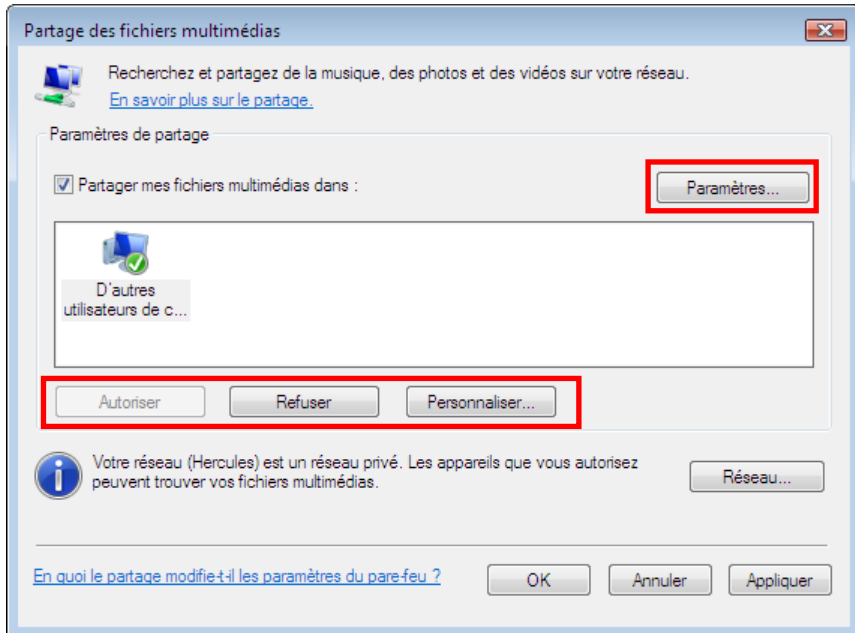 Partage des fichiers multimédias
Recherchez et partagez de la musique, des photos et des vidéos sur votre réseau.
En savoir plus sur le partage.
Paramètres de partage
Partager mes fichiers multimédias dans :
Paramètres...
D'autres
utilisateurs de c...
Autoriser
Refuser
Personnaliser...
Votre réseau (Hercules) est un réseau privé. Les appareils que vous autorisez
peuvent trouver vos fichiers multimédias.
Réseau...
En quoi le partage modifie-t-il les paramètres du pare-feu ?
OK
Annuler
Appliquer